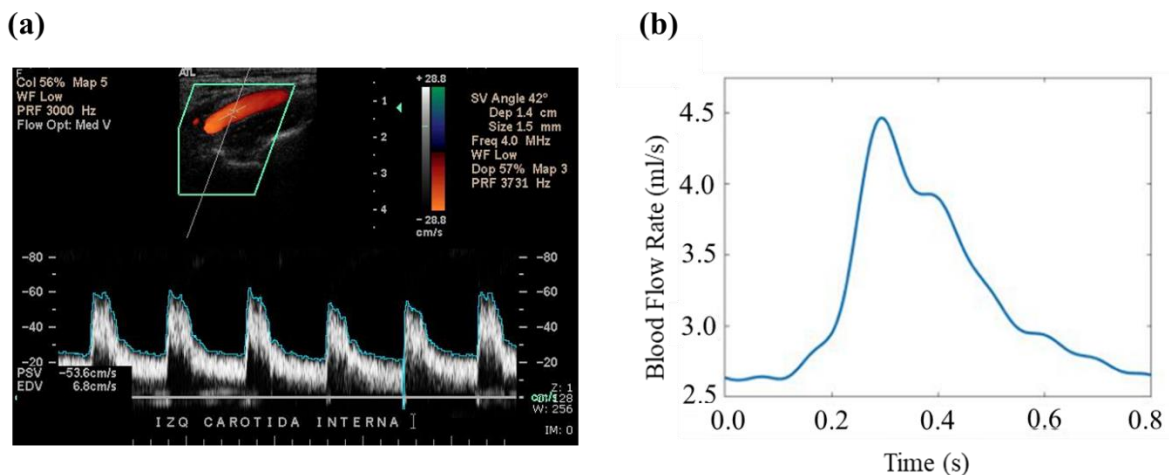 (a)
(b)
F
Col 56% Map 5
WF Low
PRF 3000 Hz
Flow Opt: Med V
ATL
1
2
3
4
+ 28.8
- 28.8
cm/s
SV Angle 42°
Dep 1.4 cm
Size 1.5 mm
Freq 4.0 MHz
WF Low
Dop 57% Map 3
PRF 3731 Hz
-80
-60
-40
-20
-80
-60
-40
-20
PSV -53.6cm/s
EDV 6.8cm/s
cm/s
Z: 1
128
W: 256
IM: 0
IZQ CAROTIDA INTERNA
Blood Flow Rate (ml/s)
4.5
4.0
3.5
3.0
2.5
0.0 0.2 0.4 0.6 0.8
Time (s)